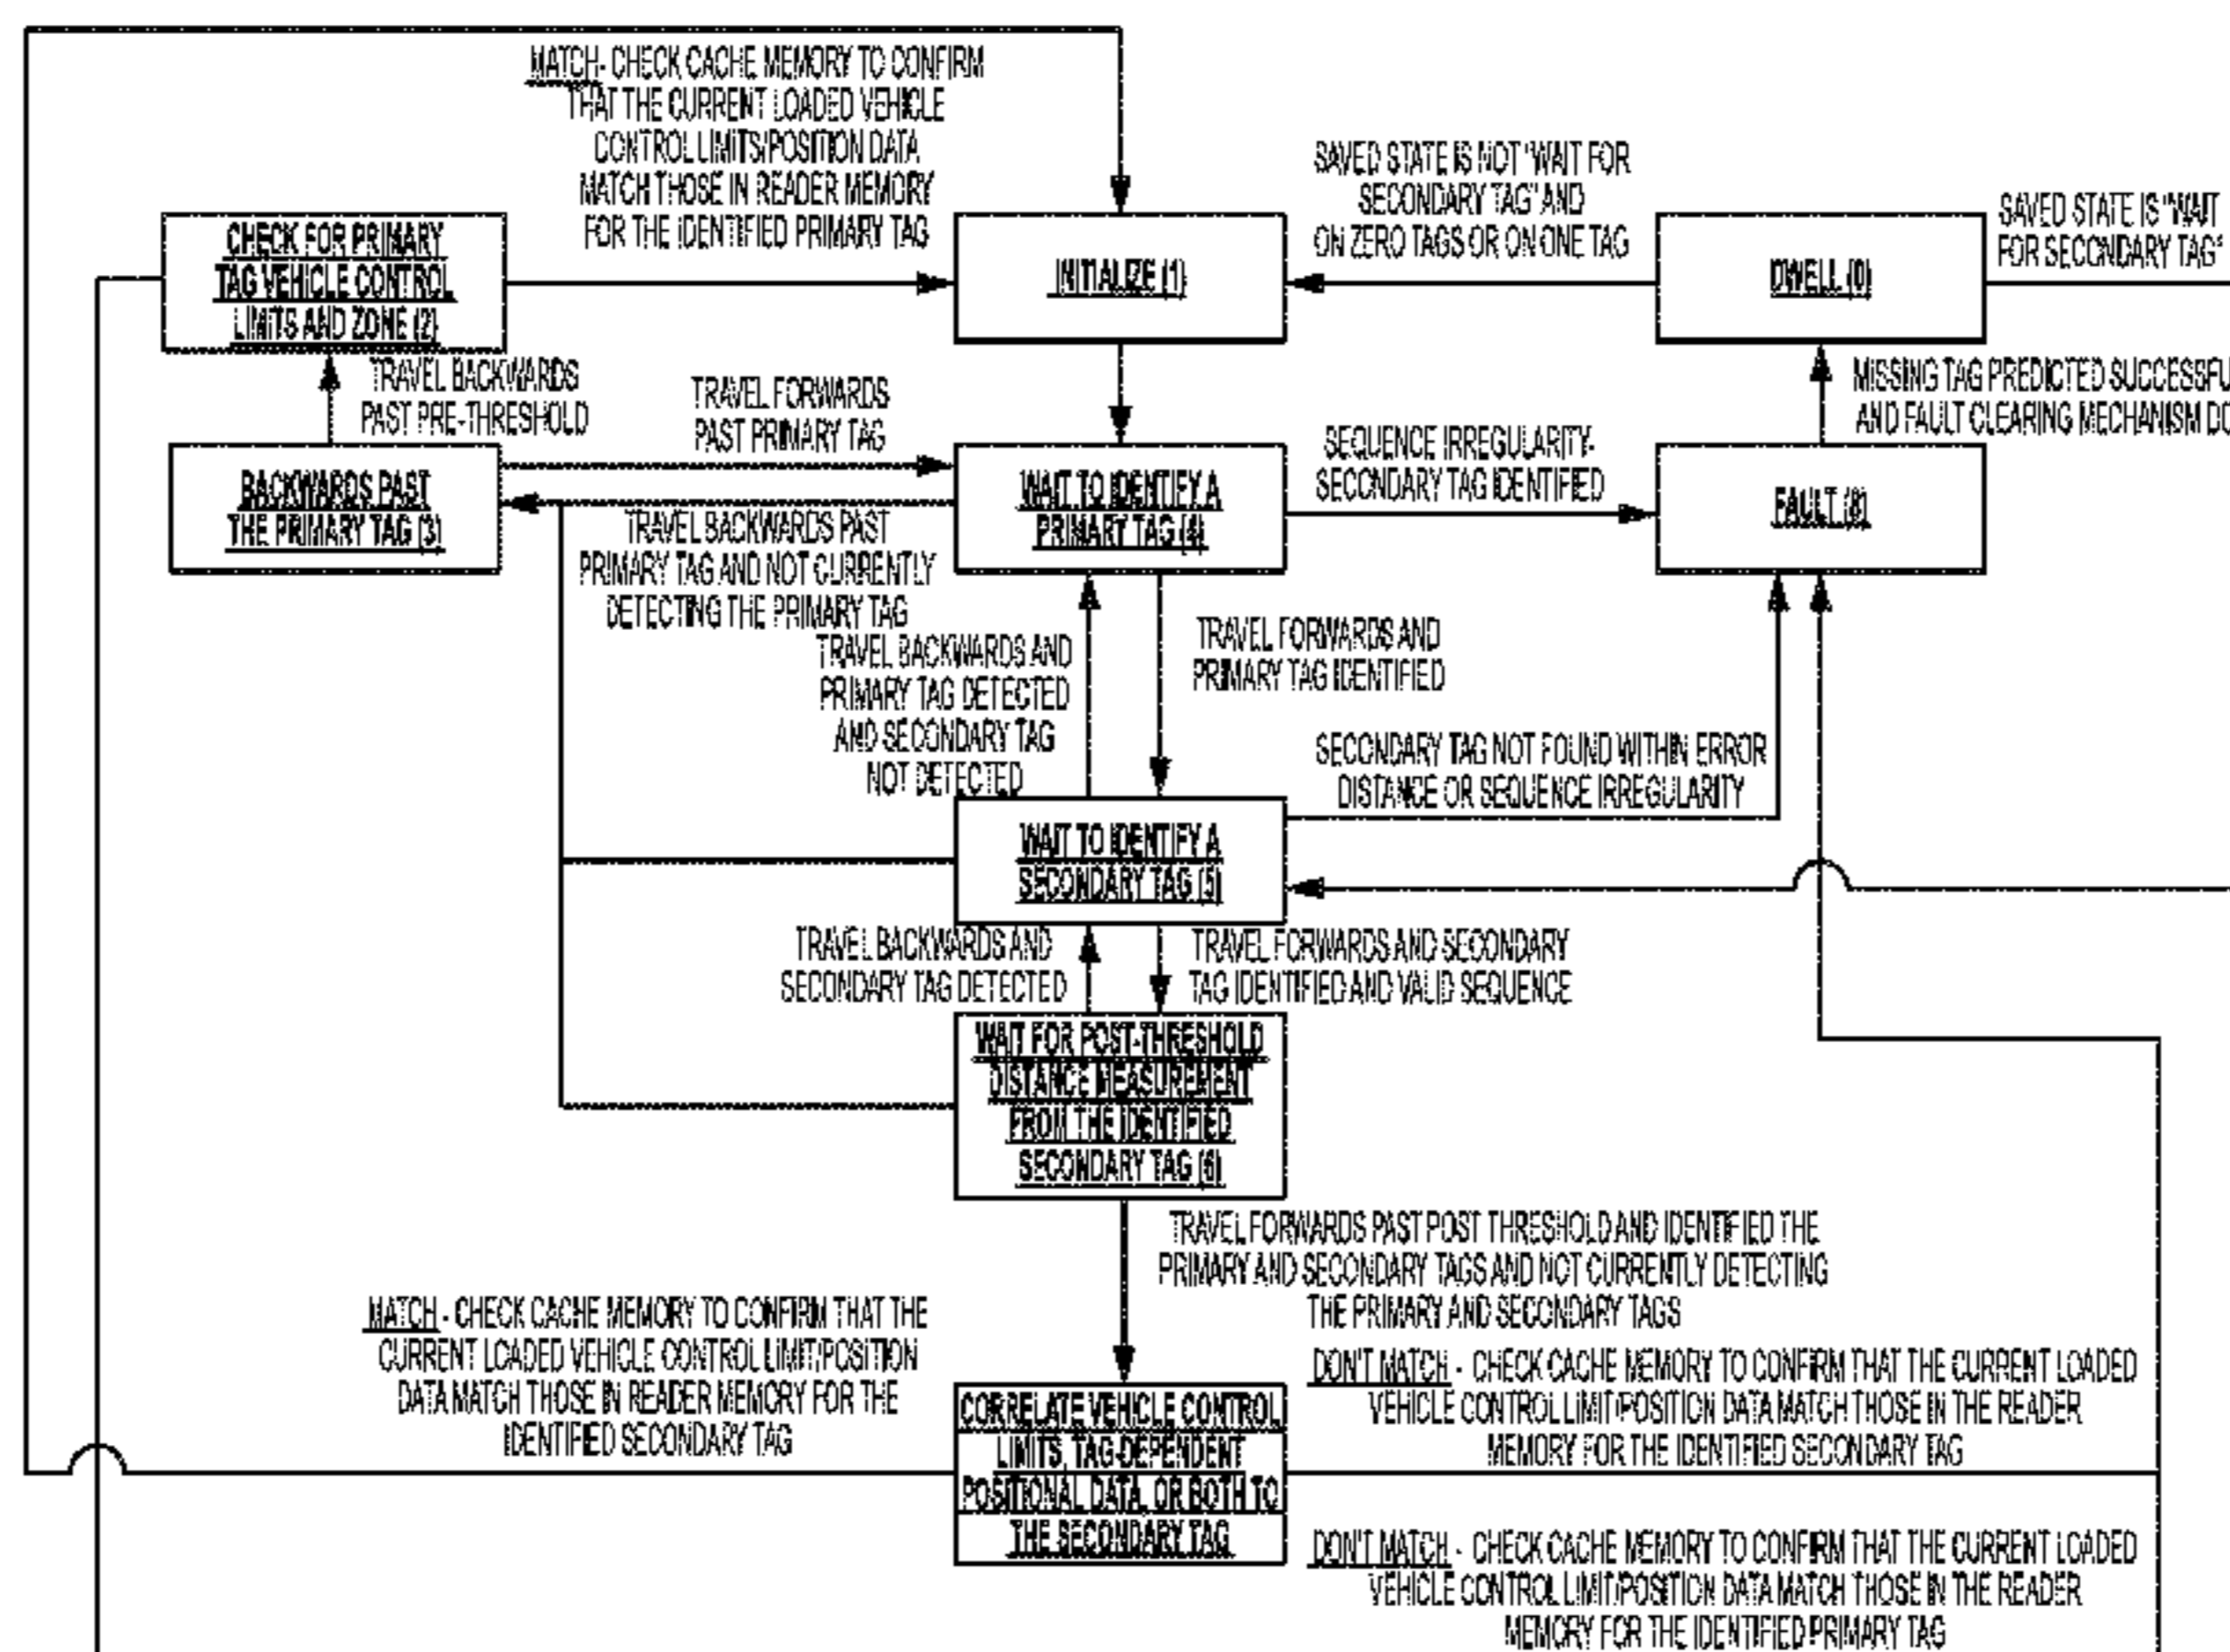 MATCH- CHECK CACHE MEMORY TO CONFIRM
THAT THE CURRENT LOADED VEHICLE
CONTROL LIMITS/POSITION DATA
MATCH THOSE IN READER MEMORY
FOR THE IDENTIFIED PRIMARY TAG
SAVED STATE IS NOT "WAIT FOR
SECONDARY TAG" AND
ON ZERO TAGS OR ON ONE TAG
SAVED STATE IS "WAIT
FOR SECONDARY TAG"
CHECK FOR PRIMARY
TAG VEHICLE CONTROL
LIMITS AND ZONE (2)
INITIALIZE (1)
DWELL (0)
TRAVEL BACKWARDS
PAST PRE-THRESHOLD
TRAVEL FORWARDS
PAST PRIMARY TAG
MISSING TAG PREDICTED SUCCESSFU
AND FAULT CLEARING MECHANISM DO
SEQUENCE IRREGULARITY-
SECONDARY TAG IDENTIFIED
BACKWARDS PAST
THE PRIMARY TAG (3)
WAIT TO IDENTIFY A
PRIMARY TAG (4)
FAULT (8)
TRAVEL BACKWARDS PAST
PRIMARY TAG AND NOT CURRENTLY
DETECTING THE PRIMARY TAG
TRAVEL BACKWARDS AND
PRIMARY TAG DETECTED
AND SECONDARY TAG
NOT DETECTED
TRAVEL FORWARDS AND
PRIMARY TAG IDENTIFIED
SECONDARY TAG NOT FOUND WITHIN ERROR
DISTANCE OR SEQUENCE IRREGULARITY
WAIT TO IDENTIFY A
SECONDARY TAG (5)
TRAVEL BACKWARDS AND
SECONDARY TAG DETECTED
TRAVEL FORWARDS AND SECONDARY
TAG IDENTIFIED AND VALID SEQUENCE
WAIT FOR POST-THRESHOLD
DISTANCE MEASUREMENT
FROM THE IDENTIFIED
SECONDARY TAG (6)
TRAVEL FORWARDS PAST POST THRESHOLD AND IDENTIFIED THE
PRIMARY AND SECONDARY TAGS AND NOT CURRENTLY DETECTING
THE PRIMARY AND SECONDARY TAGS
MATCH - CHECK CACHE MEMORY TO CONFIRM THAT THE
CURRENT LOADED VEHICLE CONTROL LIMIT/POSITION
DATA MATCH THOSE IN READER MEMORY FOR THE
IDENTIFIED SECONDARY TAG
DON'T MATCH - CHECK CACHE MEMORY TO CONFIRM THAT THE CURRENT LOADED
VEHICLE CONTROL LIMIT/POSITION DATA MATCH THOSE IN THE READER
MEMORY FOR THE IDENTIFIED SECONDARY TAG
CORRELATE VEHICLE CONTROL
LIMITS, TAG-DEPENDENT
POSITIONAL DATA, OR BOTH TO
THE SECONDARY TAG
DON'T MATCH - CHECK CACHE MEMORY TO CONFIRM THAT THE CURRENT LOADED
VEHICLE CONTROL LIMIT/POSITION DATA MATCH THOSE IN THE READER
MEMORY FOR THE IDENTIFIED PRIMARY TAG